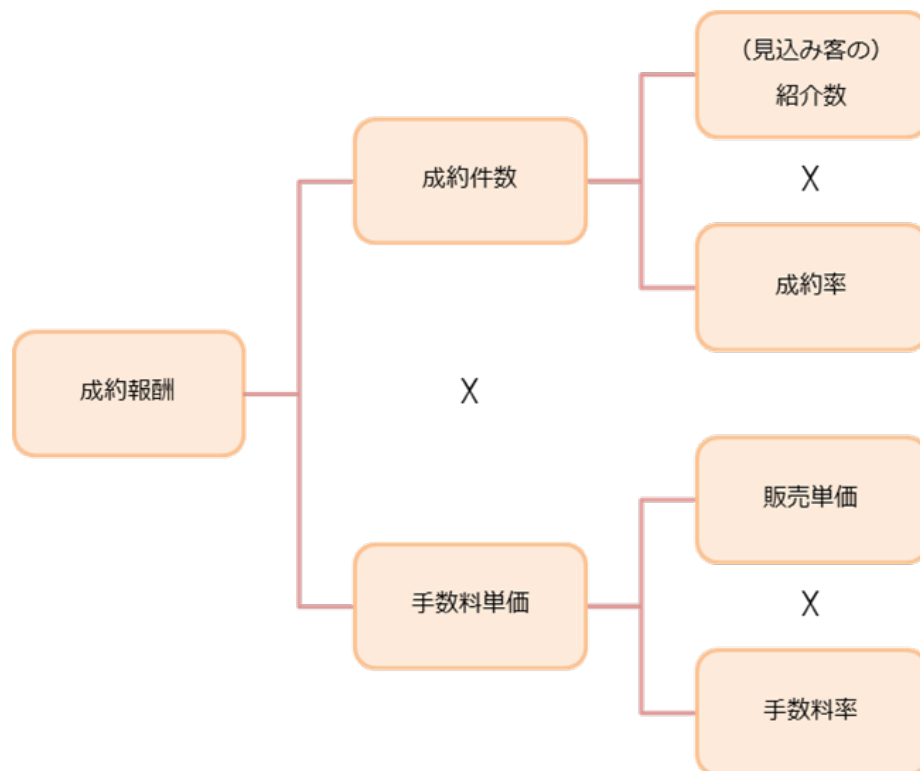 (見込み客の)
紹介数
成約件数
X
成約率
成約報酬
X
販売単価
手数料単価
X
手数料率